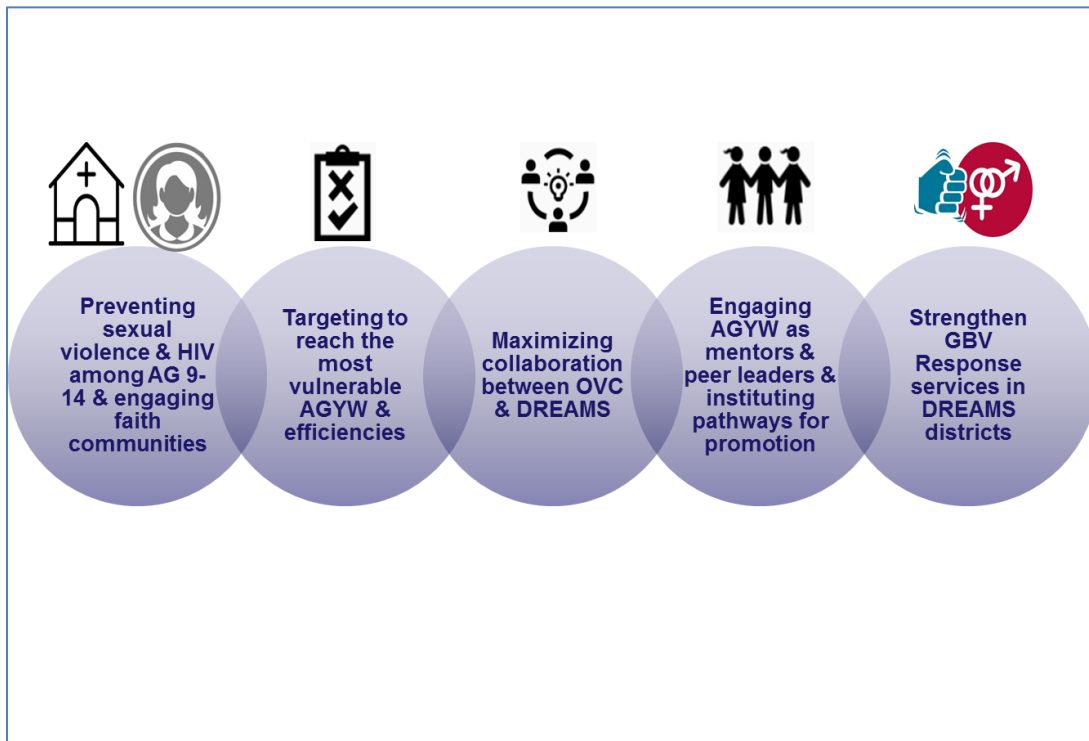 Preventing
sexual
violence & HIV
among AG 9-
14 & engaging
faith
communities
Targeting to
reach the
most
vulnerable
AGYW &
efficiencies
Maximizing
collaboration
between OVC
& DREAMS
Engaging
AGYW as
mentors &
peer leaders &
instituting
pathways for
promotion
Strengthen
GBV
Response
services in
DREAMS
districts